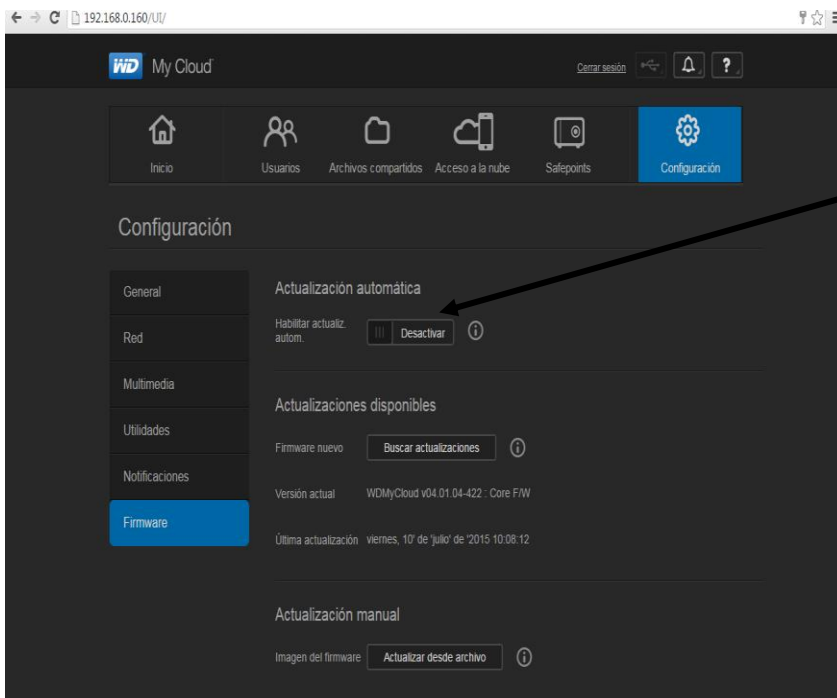 192.168.0.160/UI/
WD My Cloud
Cerrar sesión
?
Inicio
Usuarios
Archivos compartidos
Acceso a la nube
Safepoints
Configuración
Configuración
General
Red
Multimedia
Utilidades
Notificaciones
Firmware
Actualización automática
Habilitar actualiz.
autom.
Desactivar
Actualizaciones disponibles
Firmware nuevo
Buscar actualizaciones
Versión actual
WDMyCloud v04.01.04-422 : Core F/W
Última actualización
viernes, 10' de 'julio' de '2015 10:08:12
Actualización manual
Imagen del firmware
Actualizar desde archivo